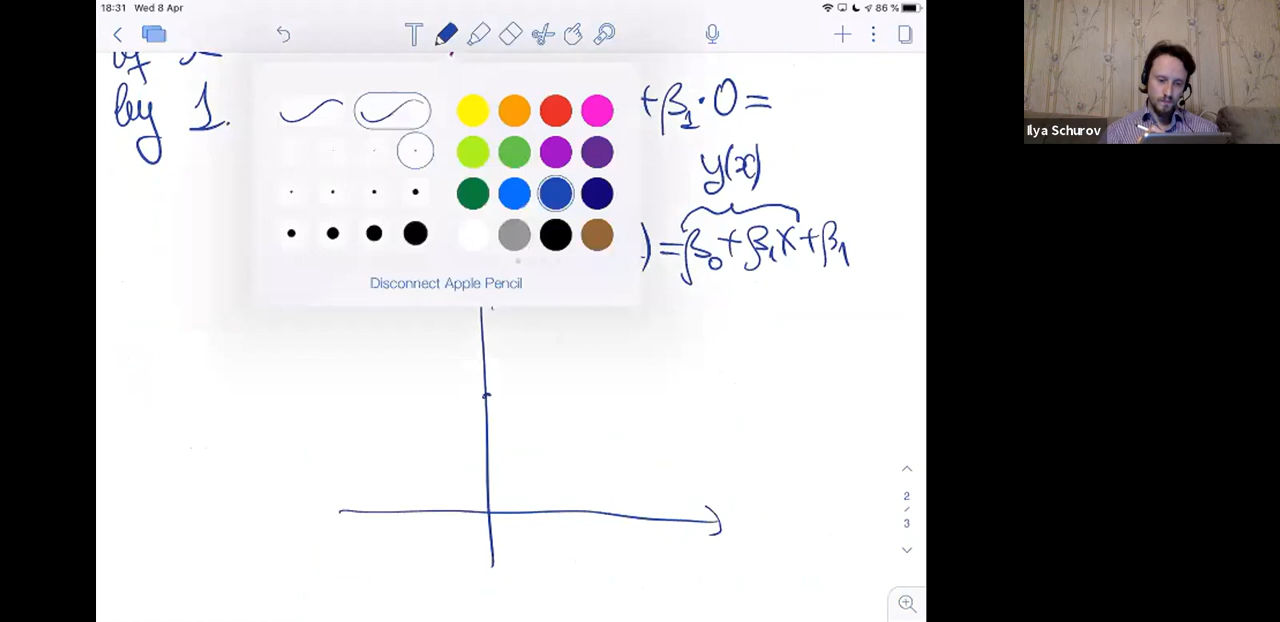 18:31 Wed 8 Apr
86 %
T
by 1.
+β₁·0=
y(x)
)=β₀+β₁x+β₁
Disconnect Apple Pencil
2
/
3
Ilya Schurov